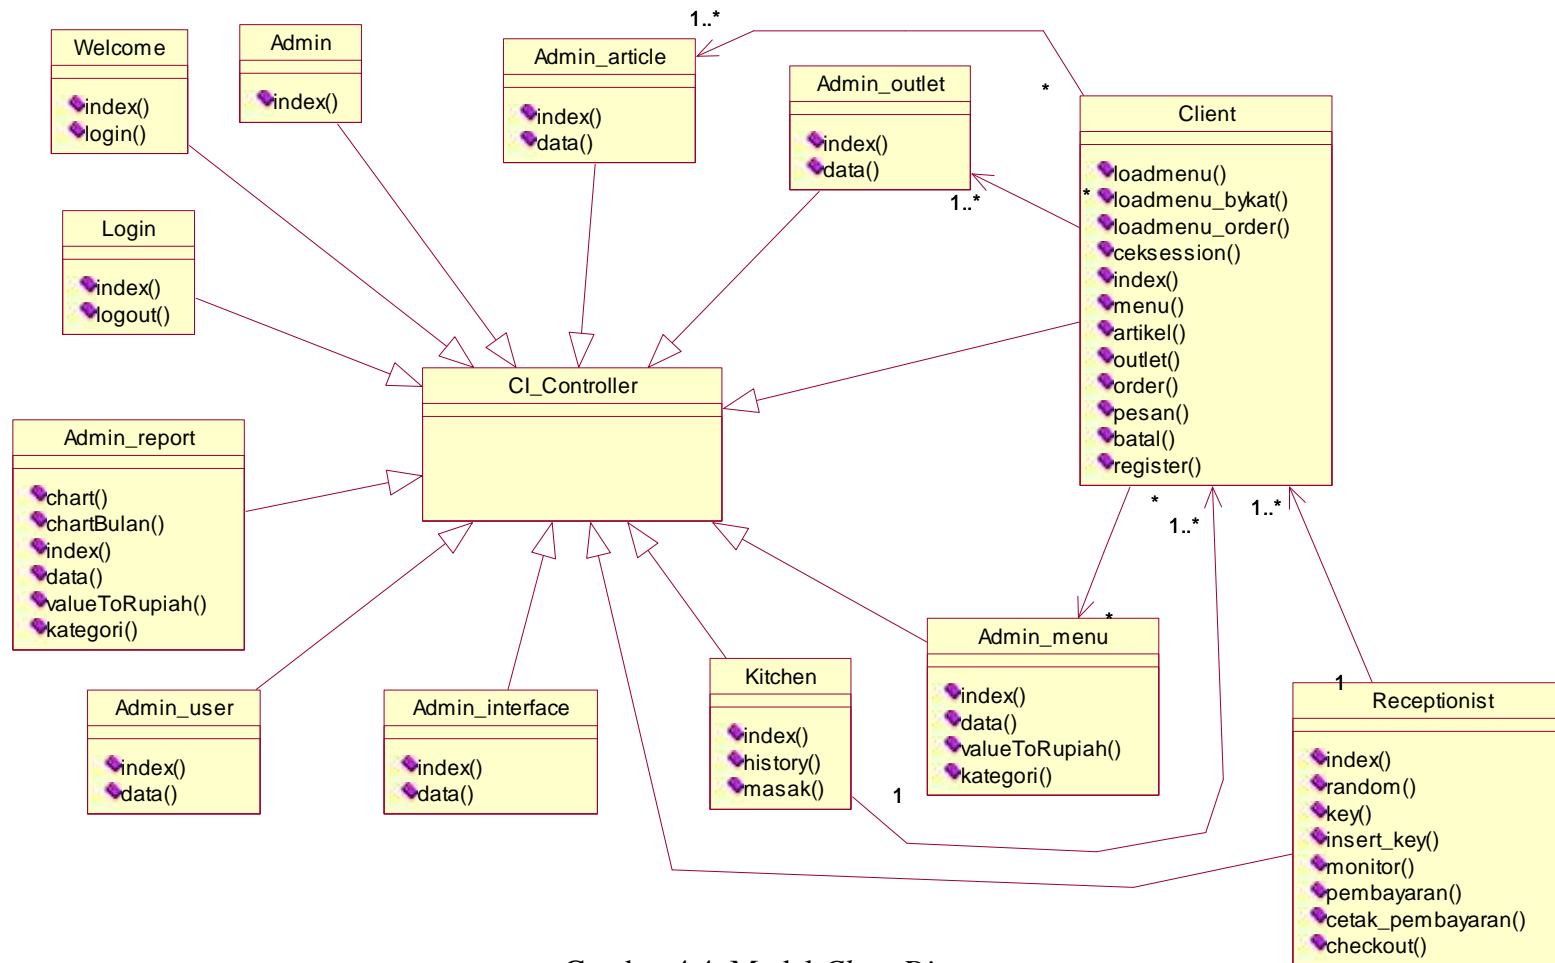 Welcome
index()
login()
Admin
index()
Admin_article
index()
data()
1..*
*
Admin_outlet
index()
data()
1..*
*
Client
loadmenu()
loadmenu_bykat()
loadmenu_order()
ceksession()
index()
menu()
artikel()
outlet()
order()
pesan()
batal()
register()
Login
index()
logout()
CI_Controller
Admin_report
chart()
chartBulan()
index()
data()
valueToRupiah()
kategori()
*
1..*
1..*
Admin_user
index()
data()
Admin_interface
index()
data()
Kitchen
index()
history()
masak()
1
*
Admin_menu
index()
data()
valueToRupiah()
kategori()
1
Receptionist
index()
random()
key()
insert_key()
monitor()
pembayaran()
cetak_pembayaran()
checkout()